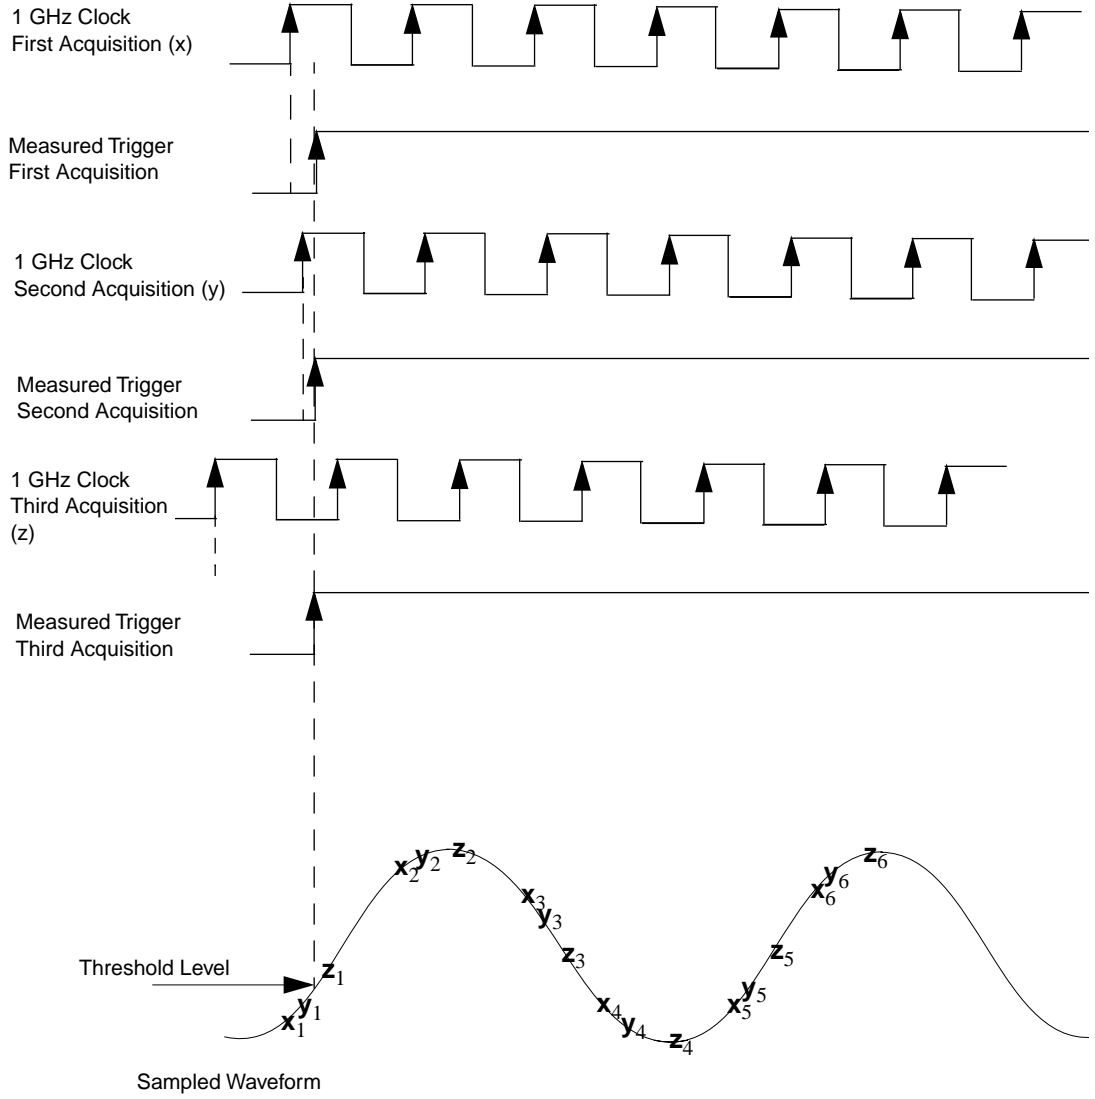 1 GHz Clock
First Acquisition (x)
Measured Trigger
First Acquisition
1 GHz Clock
Second Acquisition (y)
Measured Trigger
Second Acquisition
1 GHz Clock
Third Acquisition
(z)
Measured Trigger
Third Acquisition
x2 y2 z2
x3 y3 z3
x6 y6 z6
Threshold Level
x1 y1 z1
x4 y4 z4
x5 y5 z5
Sampled Waveform